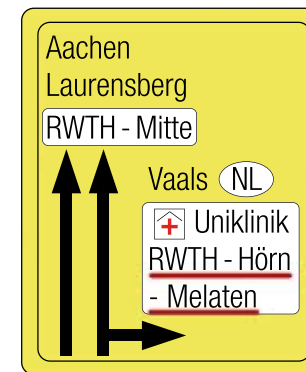 Aachen
Laurensberg
RWTH - Mitte
Vaals NL
Uniklinik
RWTH - Hörn
- Melaten